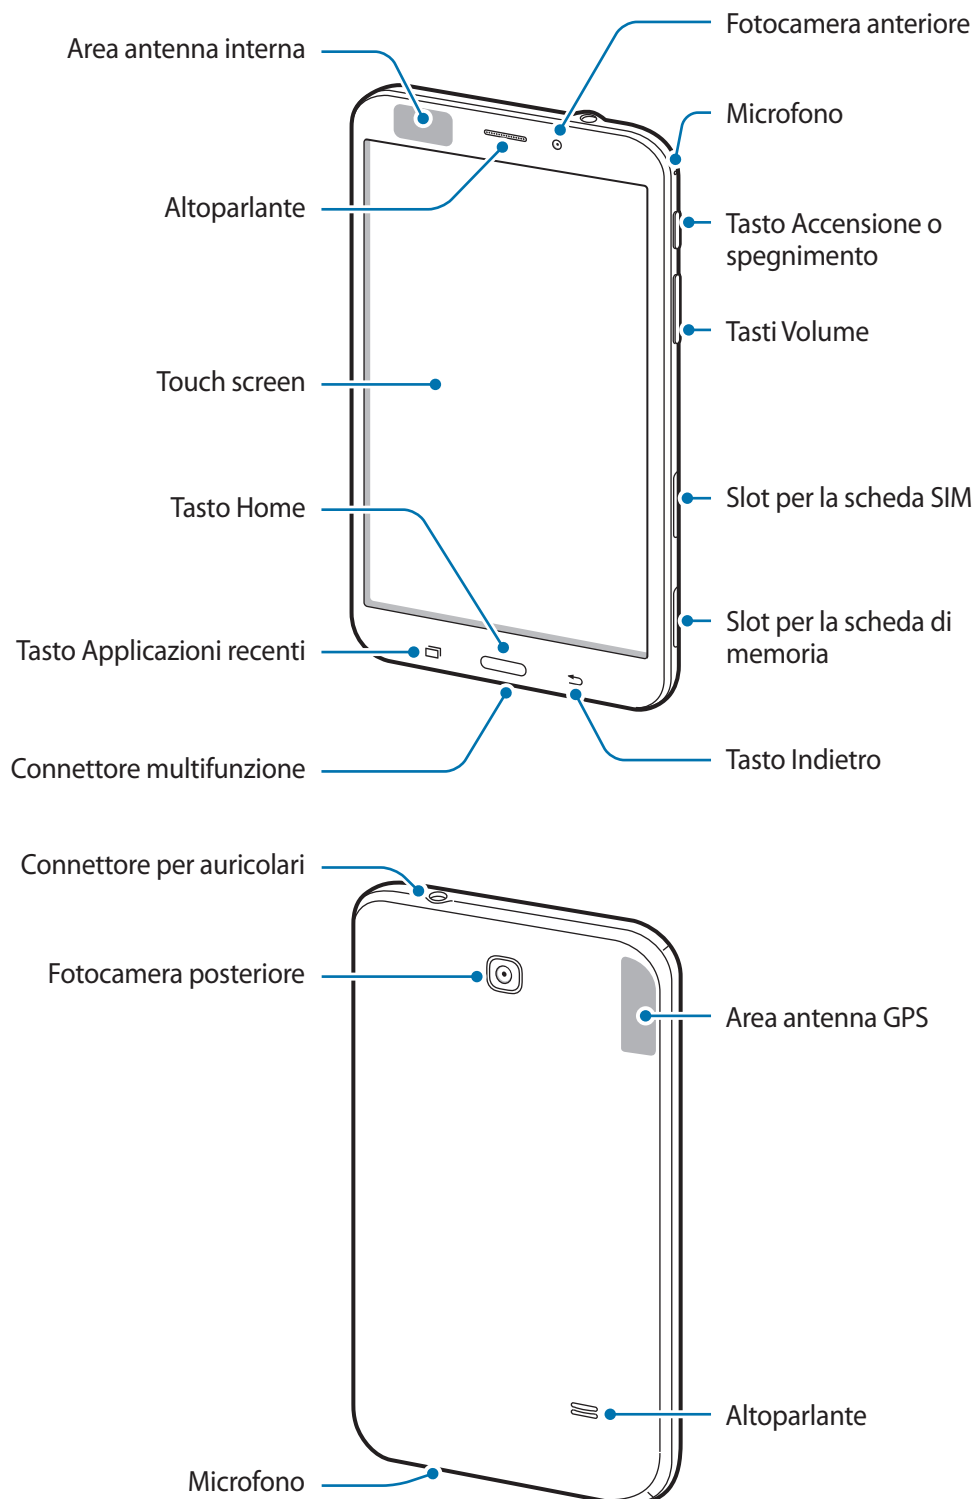 Fotocamera anteriore
Area antenna interna
Microfono
Altoparlante
Tasto Accensione o
spegnimento
Tasti Volume
Touch screen
Slot per la scheda SIM
Tasto Home
Slot per la scheda di
memoria
Tasto Applicazioni recenti
Tasto Indietro
Connettore multifunzione
Connettore per auricolari
Fotocamera posteriore
Area antenna GPS
Altoparlante
Microfono